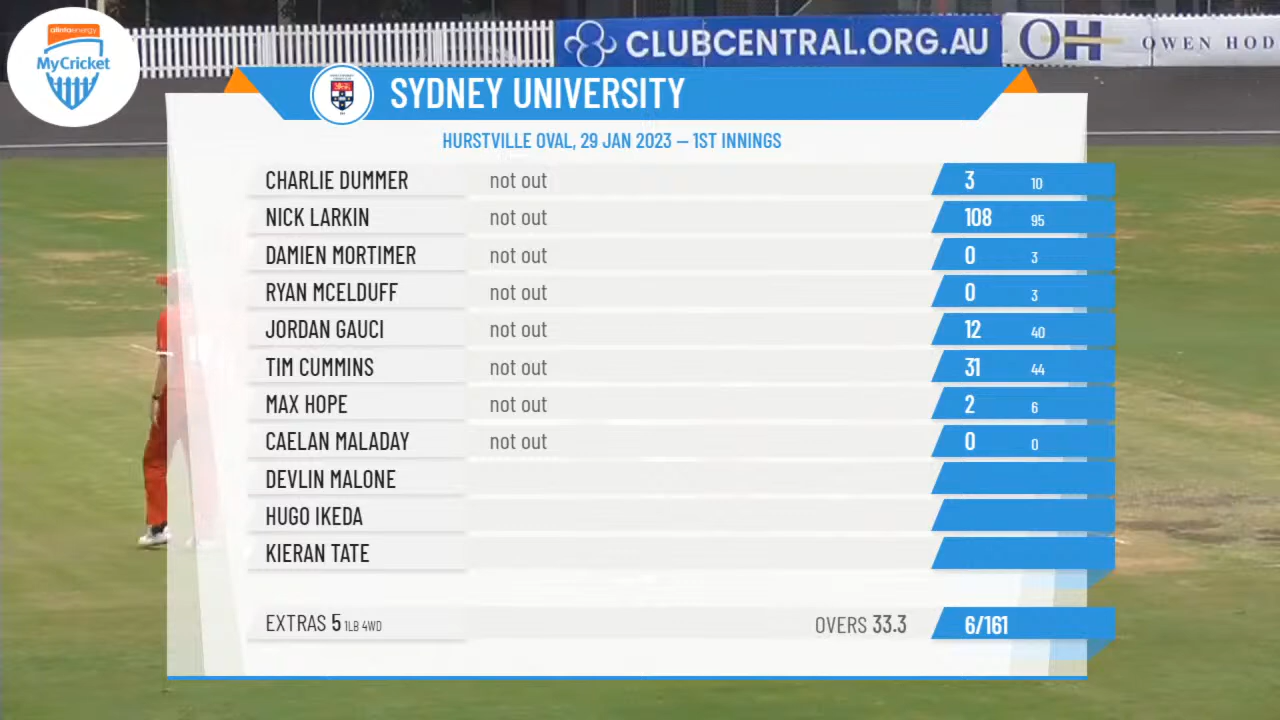 alintaenergy
MyCricket
CLUBCENTRAL.ORG.AU
OH OWEN HOD
SYDNEY UNIVERSITY
HURSTVILLE OVAL, 29 JAN 2023 – 1ST INNINGS
CHARLIE DUMMER not out 3 10
NICK LARKIN not out 108 95
DAMIEN MORTIMER not out 0 3
RYAN MCELDUFF not out 0 3
JORDAN GAUCI not out 12 40
TIM CUMMINS not out 31 44
MAX HOPE not out 2 6
CAELAN MALADAY not out 0 0
DEVLIN MALONE
HUGO IKEDA
KIERAN TATE
EXTRAS 5 1LB 4WD OVERS 33.3 6/161